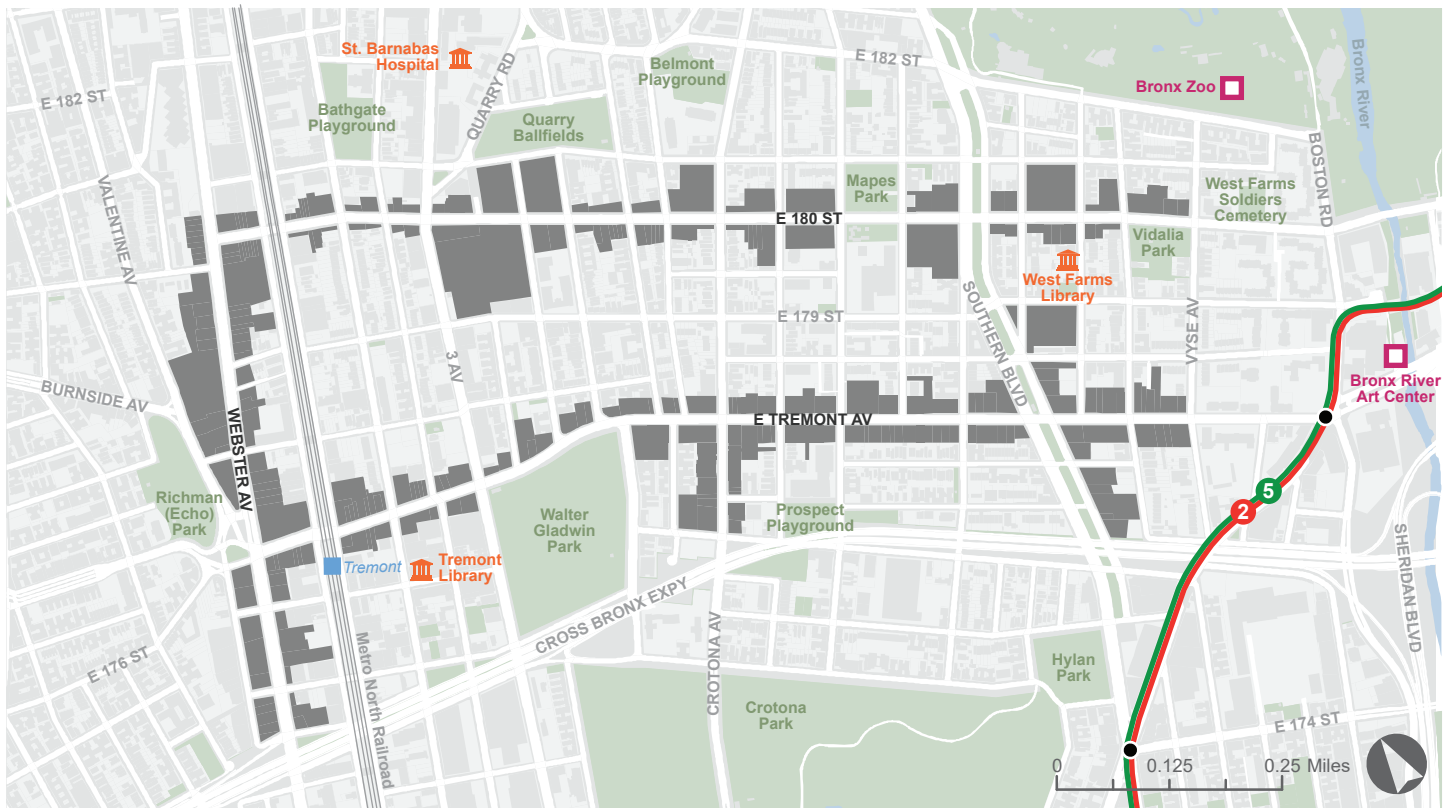 St. Barnabas
Hospital
QUARRY RD
Belmont
Playground
E 182 ST
Bronx Zoo
Bronx River
E 182 ST
Bathgate
Playground
Quarry
Ballfields
BOSTON RD
VALENTINE AV
Mapes
Park
West Farms
Soldiers
Cemetery
E 180 ST
Vidalia
Park
West Farms
Library
SOUTHERN BLVD
E 179 ST
VYSE AV
3 AV
BURNSIDE AV
Bronx River
Art Center
WEBSTER AV
E TREMONT AV
Richman
(Echo)
Park
5
2
Walter
Gladwin
Park
Prospect
Playground
SHERIDAN BLVD
Tremont
Tremont
Library
CROSS BRONX EXPY
CROTONA AV
Metro North Railroad
E 176 ST
Hylan
Park
Crotona
Park
E 174 ST
0 0.125 0.25 Miles